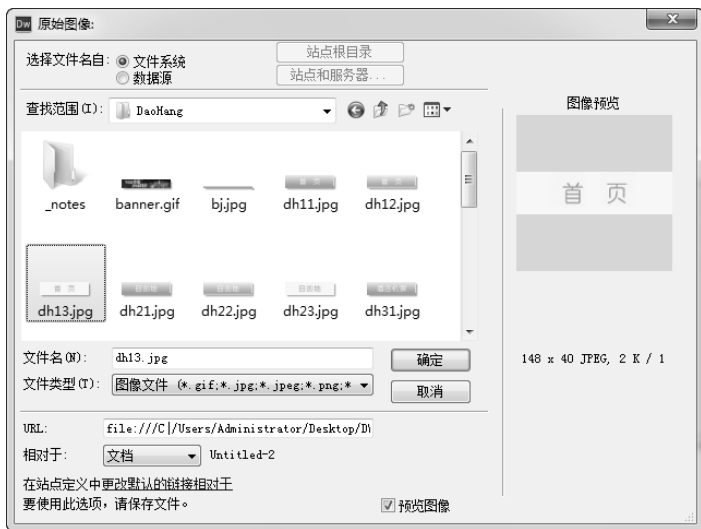 Dw 原始图像:
选择文件名自: 文件系统 站点根目录
数据源 站点和服务器...
查找范围(I): DaoHang
图像预览
首 页
_notes banner.gif bj.jpg dh11.jpg dh12.jpg
首 页
dh13.jpg dh21.jpg dh22.jpg dh23.jpg dh31.jpg
文件名(N): dh13.jpg 确定
148 x 40 JPEG, 2 K / 1
文件类型(T): 图像文件 (*.gif;*.jpg;*.jpeg;*.png;* 取消
URL: file:///C|/Users/Administrator/Desktop/D
相对于: 文档 Untitled-2
在站点定义中更改默认的链接相对于
要使用此选项，请保存文件。 预览图像